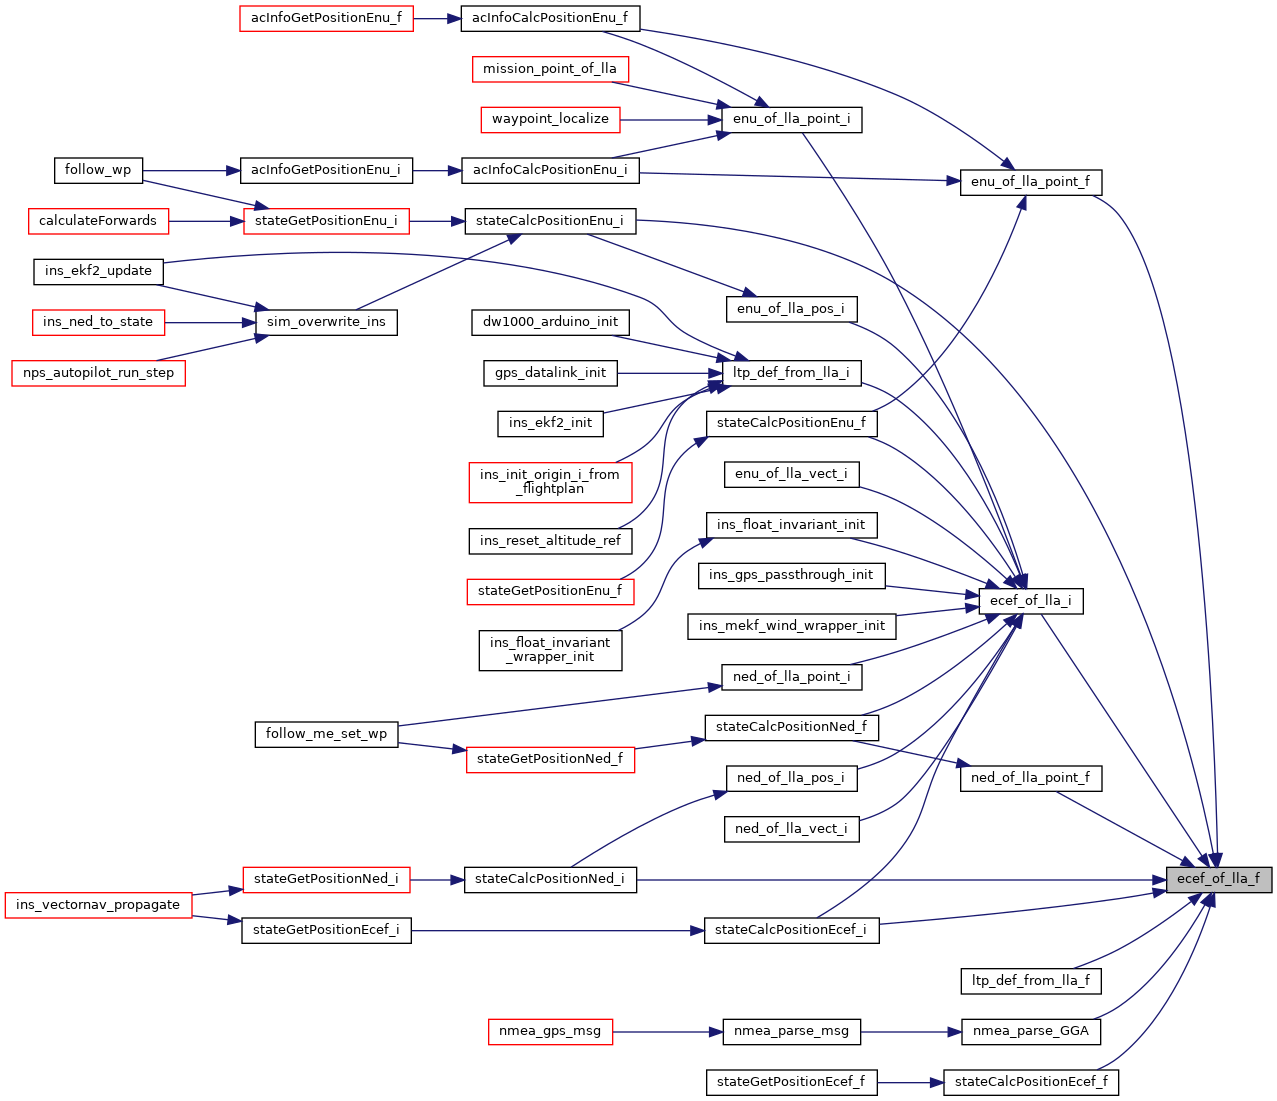 acInfoGetPositionEnu_f
acInfoCalcPositionEnu_f
mission_point_of_lla
waypoint_localize
enu_of_lla_point_i
follow_wp
acInfoGetPositionEnu_i
acInfoCalcPositionEnu_i
enu_of_lla_point_f
calculateForwards
stateGetPositionEnu_i
stateCalcPositionEnu_i
ins_ekf2_update
enu_of_lla_pos_i
ins_ned_to_state
sim_overwrite_ins
dw1000_arduino_init
nps_autopilot_run_step
gps_datalink_init
ltp_def_from_lla_i
ins_ekf2_init
stateCalcPositionEnu_f
ins_init_origin_i_from
_flightplan
enu_of_lla_vect_i
ins_float_invariant_init
ins_reset_altitude_ref
ins_gps_passthrough_init
stateGetPositionEnu_f
ecef_of_lla_i
ins_mekf_wind_wrapper_init
ins_float_invariant
_wrapper_init
ned_of_lla_point_i
follow_me_set_wp
stateCalcPositionNed_f
stateGetPositionNed_f
ned_of_lla_pos_i
ned_of_lla_point_f
ned_of_lla_vect_i
stateGetPositionNed_i
stateCalcPositionNed_i
ecef_of_lla_f
ins_vectornav_propagate
stateGetPositionEcef_i
stateCalcPositionEcef_i
ltp_def_from_lla_f
nmea_gps_msg
nmea_parse_msg
nmea_parse_GGA
stateGetPositionEcef_f
stateCalcPositionEcef_f